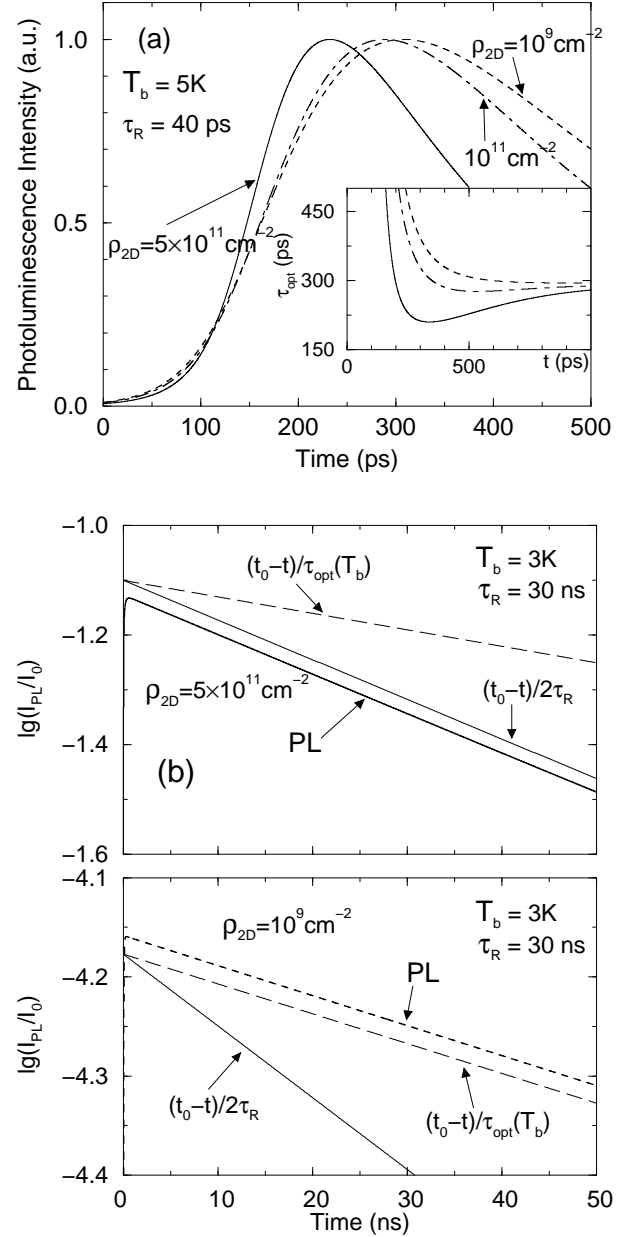 (a)
T_b = 5K
τ_R = 40 ps
ρ_2D=10^9cm^−2
10^11cm^−2
ρ_2D=5×10^11cm^−2
Photoluminescence Intensity (a.u.)
1.0
0.5
0.0
0
100
200
300
400
500
Time (ps)
τ_opt (ps)
450
300
150
0
500
t (ps)
−1.0
−1.2
−1.4
−1.6
lg(I_PL/I_0)
(t_0−t)/τ_opt(T_b)
T_b = 3K
τ_R = 30 ns
ρ_2D=5×10^11cm^−2
(t_0−t)/2τ_R
PL
(b)
−4.1
−4.2
−4.3
−4.4
lg(I_PL/I_0)
ρ_2D=10^9cm^−2
T_b = 3K
τ_R = 30 ns
PL
(t_0−t)/2τ_R
(t_0−t)/τ_opt(T_b)
0
10
20
30
40
50
Time (ns)